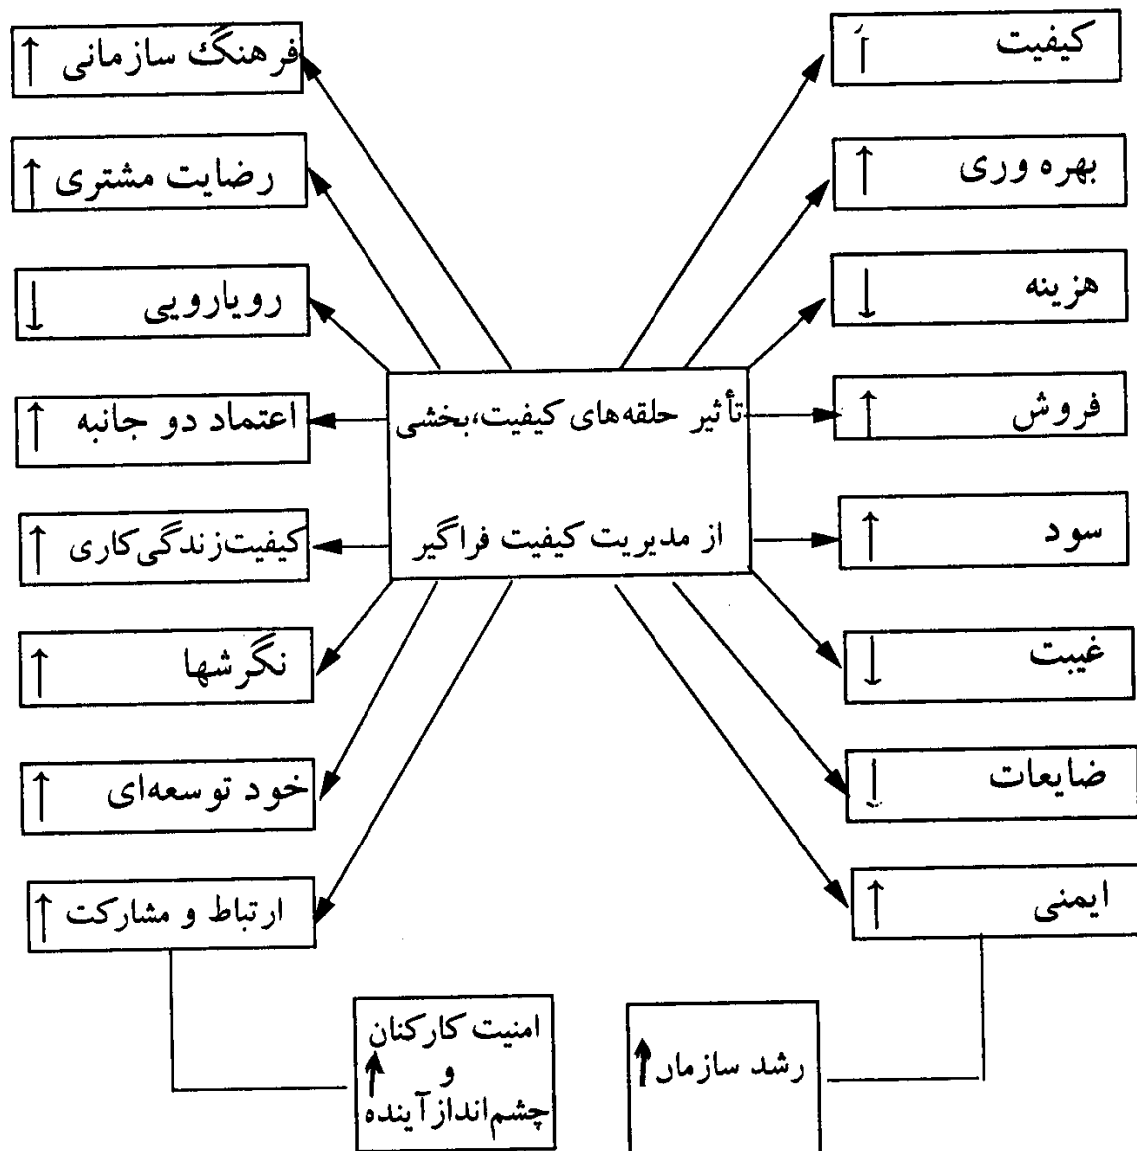 کیفیت ↑
بهره وری ↑
هزینه ↓
فروش ↑
سود ↑
غیبت ↓
ضایعات ↓
ایمنی ↑
رشد سازمان ↑
تأثیر حلقه‌های کیفیت،بخشی
از مدیریت کیفیت فراگیر
فرهنگ سازمانی ↑
رضایت مشتری ↑
رویارویی ↓
اعتماد دو جانبه ↑
کیفیت زندگی کاری ↑
نگرشها ↑
خود توسعه‌ای ↑
ارتباط و مشارکت ↑
امنیت کارکنان
و ↑
چشم‌انداز آینده